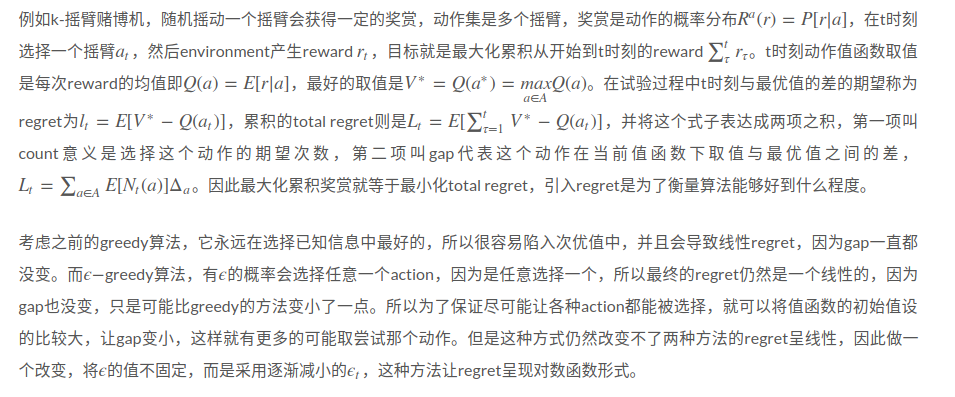 例如k-摇臂赌博机，随机摇动一个摇臂会获得一定的奖赏，动作集是多个摇臂，奖赏是动作的概率分布R^a(r) = P[r|a]，在t时刻
选择一个摇臂a_t，然后environment产生reward r_t，目标就是最大化累积从开始到t时刻的reward ∑_τ^t r_τ。t时刻动作值函数取值
是每次reward的均值即Q(a) = E[r|a]，最好的取值是V* = Q(a*) = max_{a∈A} Q(a)。在试验过程中t时刻与最优值的差的期望称为
regret为l_t = E[V* − Q(a_t)]，累积的total regret则是L_t = E[∑_{τ=1}^t V* − Q(a_t)]，并将这个式子表达成两项之积，第一项叫
count意义是选择这个动作的期望次数，第二项叫gap代表这个动作在当前值函数下取值与最优值之间的差，
L_t = ∑_{a∈A} E[N_t(a)]Δ_a。因此最大化累积奖赏就等于最小化total regret，引入regret是为了衡量算法能够好到什么程度。
考虑之前的greedy算法，它永远在选择已知信息中最好的，所以很容易陷入次优值中，并且会导致线性regret，因为gap一直都
没变。而ϵ−greedy算法，有ϵ的概率会选择任意一个action，因为是任意选择一个，所以最终的regret仍然是一个线性的，因为
gap也没变，只是可能比greedy的方法变小了一点。所以为了保证尽可能让各种action都能被选择，就可以将值函数的初始值设
的比较大，让gap变小，这样就有更多的可能取尝试那个动作。但是这种方式仍然改变不了两种方法的regret呈线性，因此做一
个改变，将ϵ的值不固定，而是采用逐渐减小的ϵ_t，这种方法让regret呈现对数函数形式。